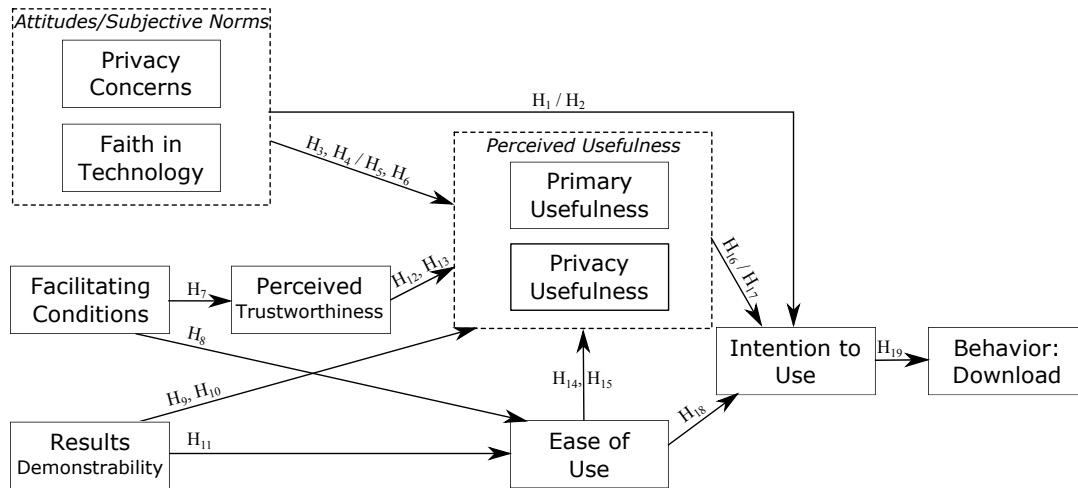 Attitudes/Subjective Norms
Privacy
Concerns
Faith in
Technology
H₁ / H₂
H₃, H₄ / H₅, H₆
Perceived Usefulness
Primary
Usefulness
Privacy
Usefulness
Facilitating
Conditions
H₇
Perceived
Trustworthiness
H₁₂, H₁₃
H₈
H₉, H₁₀
H₁₄, H₁₅
H₁₆ / H₁₇
Intention to
Use
H₁₉
Behavior:
Download
Results
Demonstrability
H₁₁
Ease of
Use
H₁₈